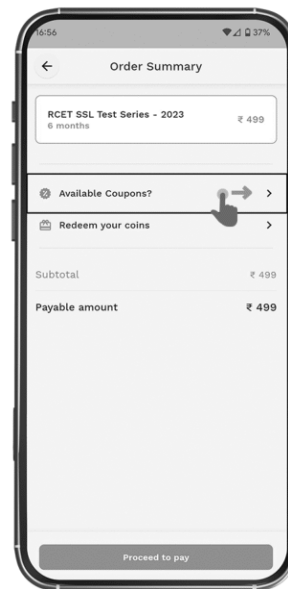 16:56 37%
Order Summary
RCET SSL Test Series - 2023 ₹ 499
6 months
Available Coupons?
Redeem your coins
Subtotal ₹ 499
Payable amount ₹ 499
Proceed to pay